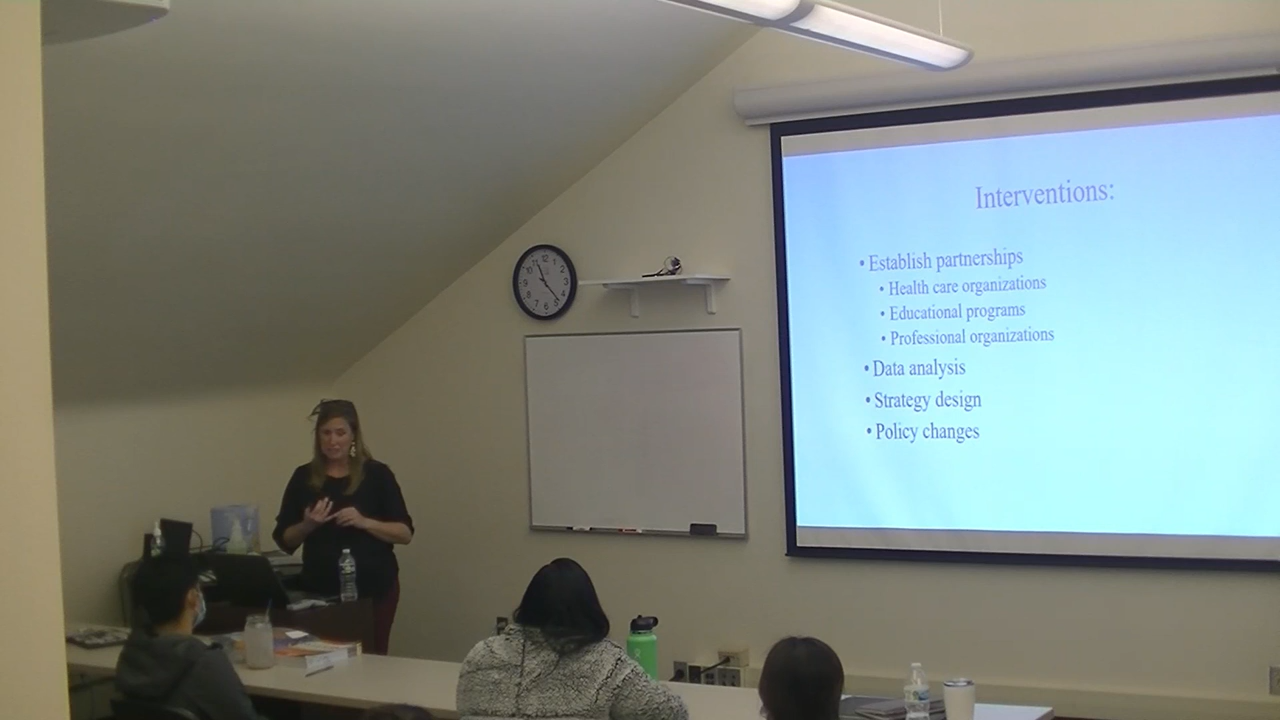 Interventions:
• Establish partnerships
• Health care organizations
• Educational programs
• Professional organizations
• Data analysis
• Strategy design
• Policy changes